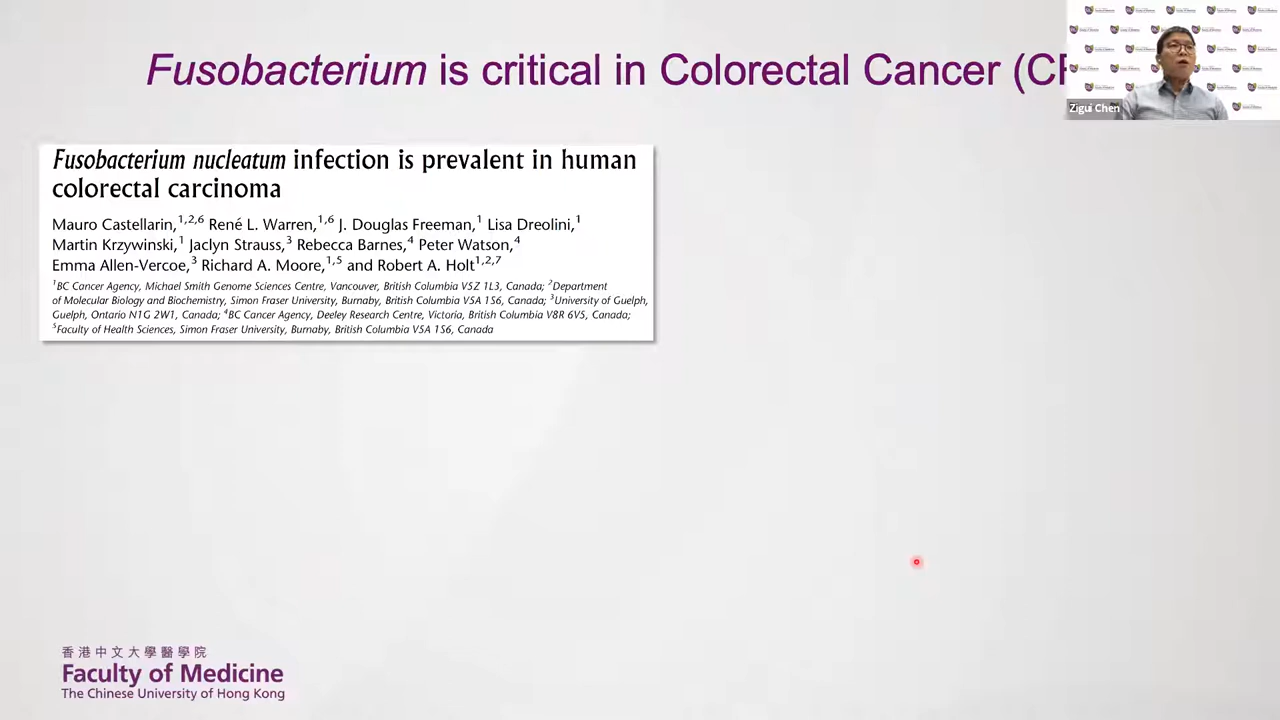 Fusobacterium is critical in Colorectal Cancer (C
Zigui Chen
Fusobacterium nucleatum infection is prevalent in human
colorectal carcinoma
Mauro Castellarin,1,2,6 René L. Warren,1,6 J. Douglas Freeman,1 Lisa Dreolini,1
Martin Krzywinski,1 Jaclyn Strauss,3 Rebecca Barnes,4 Peter Watson,4
Emma Allen-Vercoe,3 Richard A. Moore,1,5 and Robert A. Holt1,2,7
1BC Cancer Agency, Michael Smith Genome Sciences Centre, Vancouver, British Columbia V5Z 1L3, Canada; 2Department
of Molecular Biology and Biochemistry, Simon Fraser University, Burnaby, British Columbia V5A 1S6, Canada; 3University of Guelph,
Guelph, Ontario N1G 2W1, Canada; 4BC Cancer Agency, Deeley Research Centre, Victoria, British Columbia V8R 6V5, Canada;
5Faculty of Health Sciences, Simon Fraser University, Burnaby, British Columbia V5A 1S6, Canada
香港中文大學醫學院
Faculty of Medicine
The Chinese University of Hong Kong